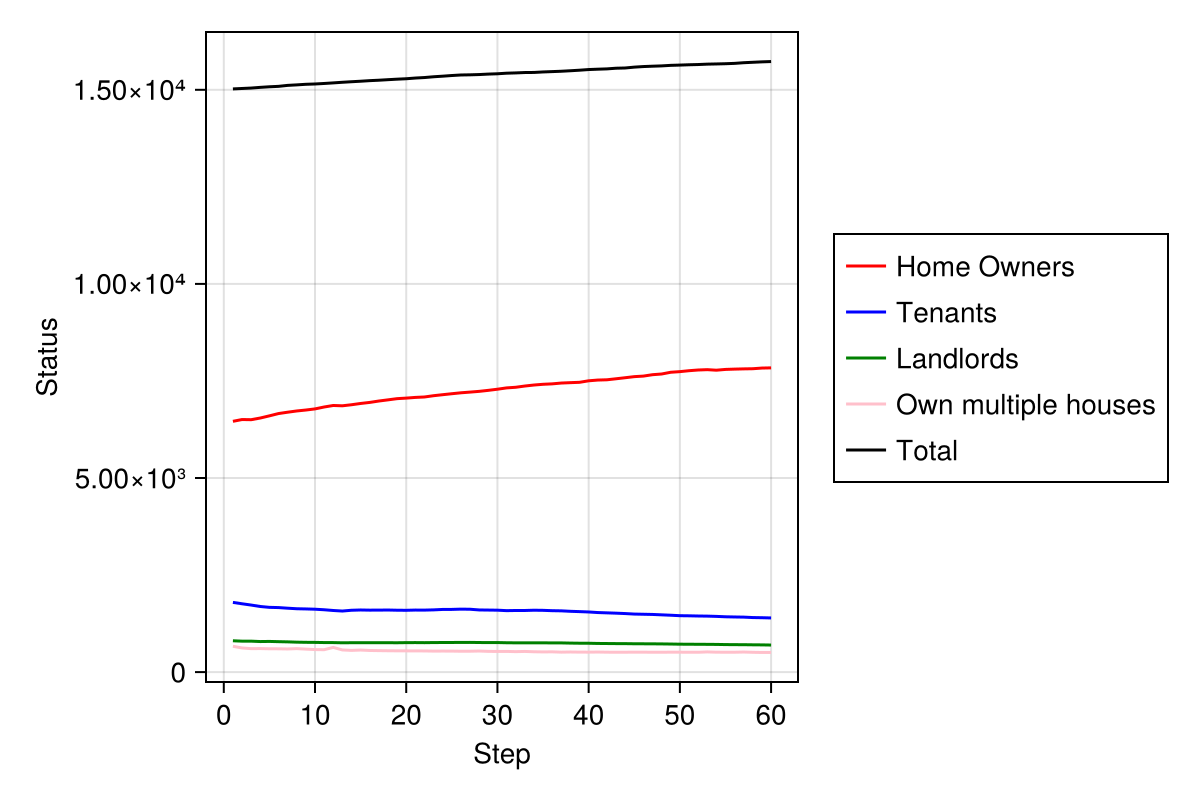 1.50×10⁴
1.00×10⁴
5.00×10³
0
Status
0 10 20 30 40 50 60
Step
Home Owners
Tenants
Landlords
Own multiple houses
Total